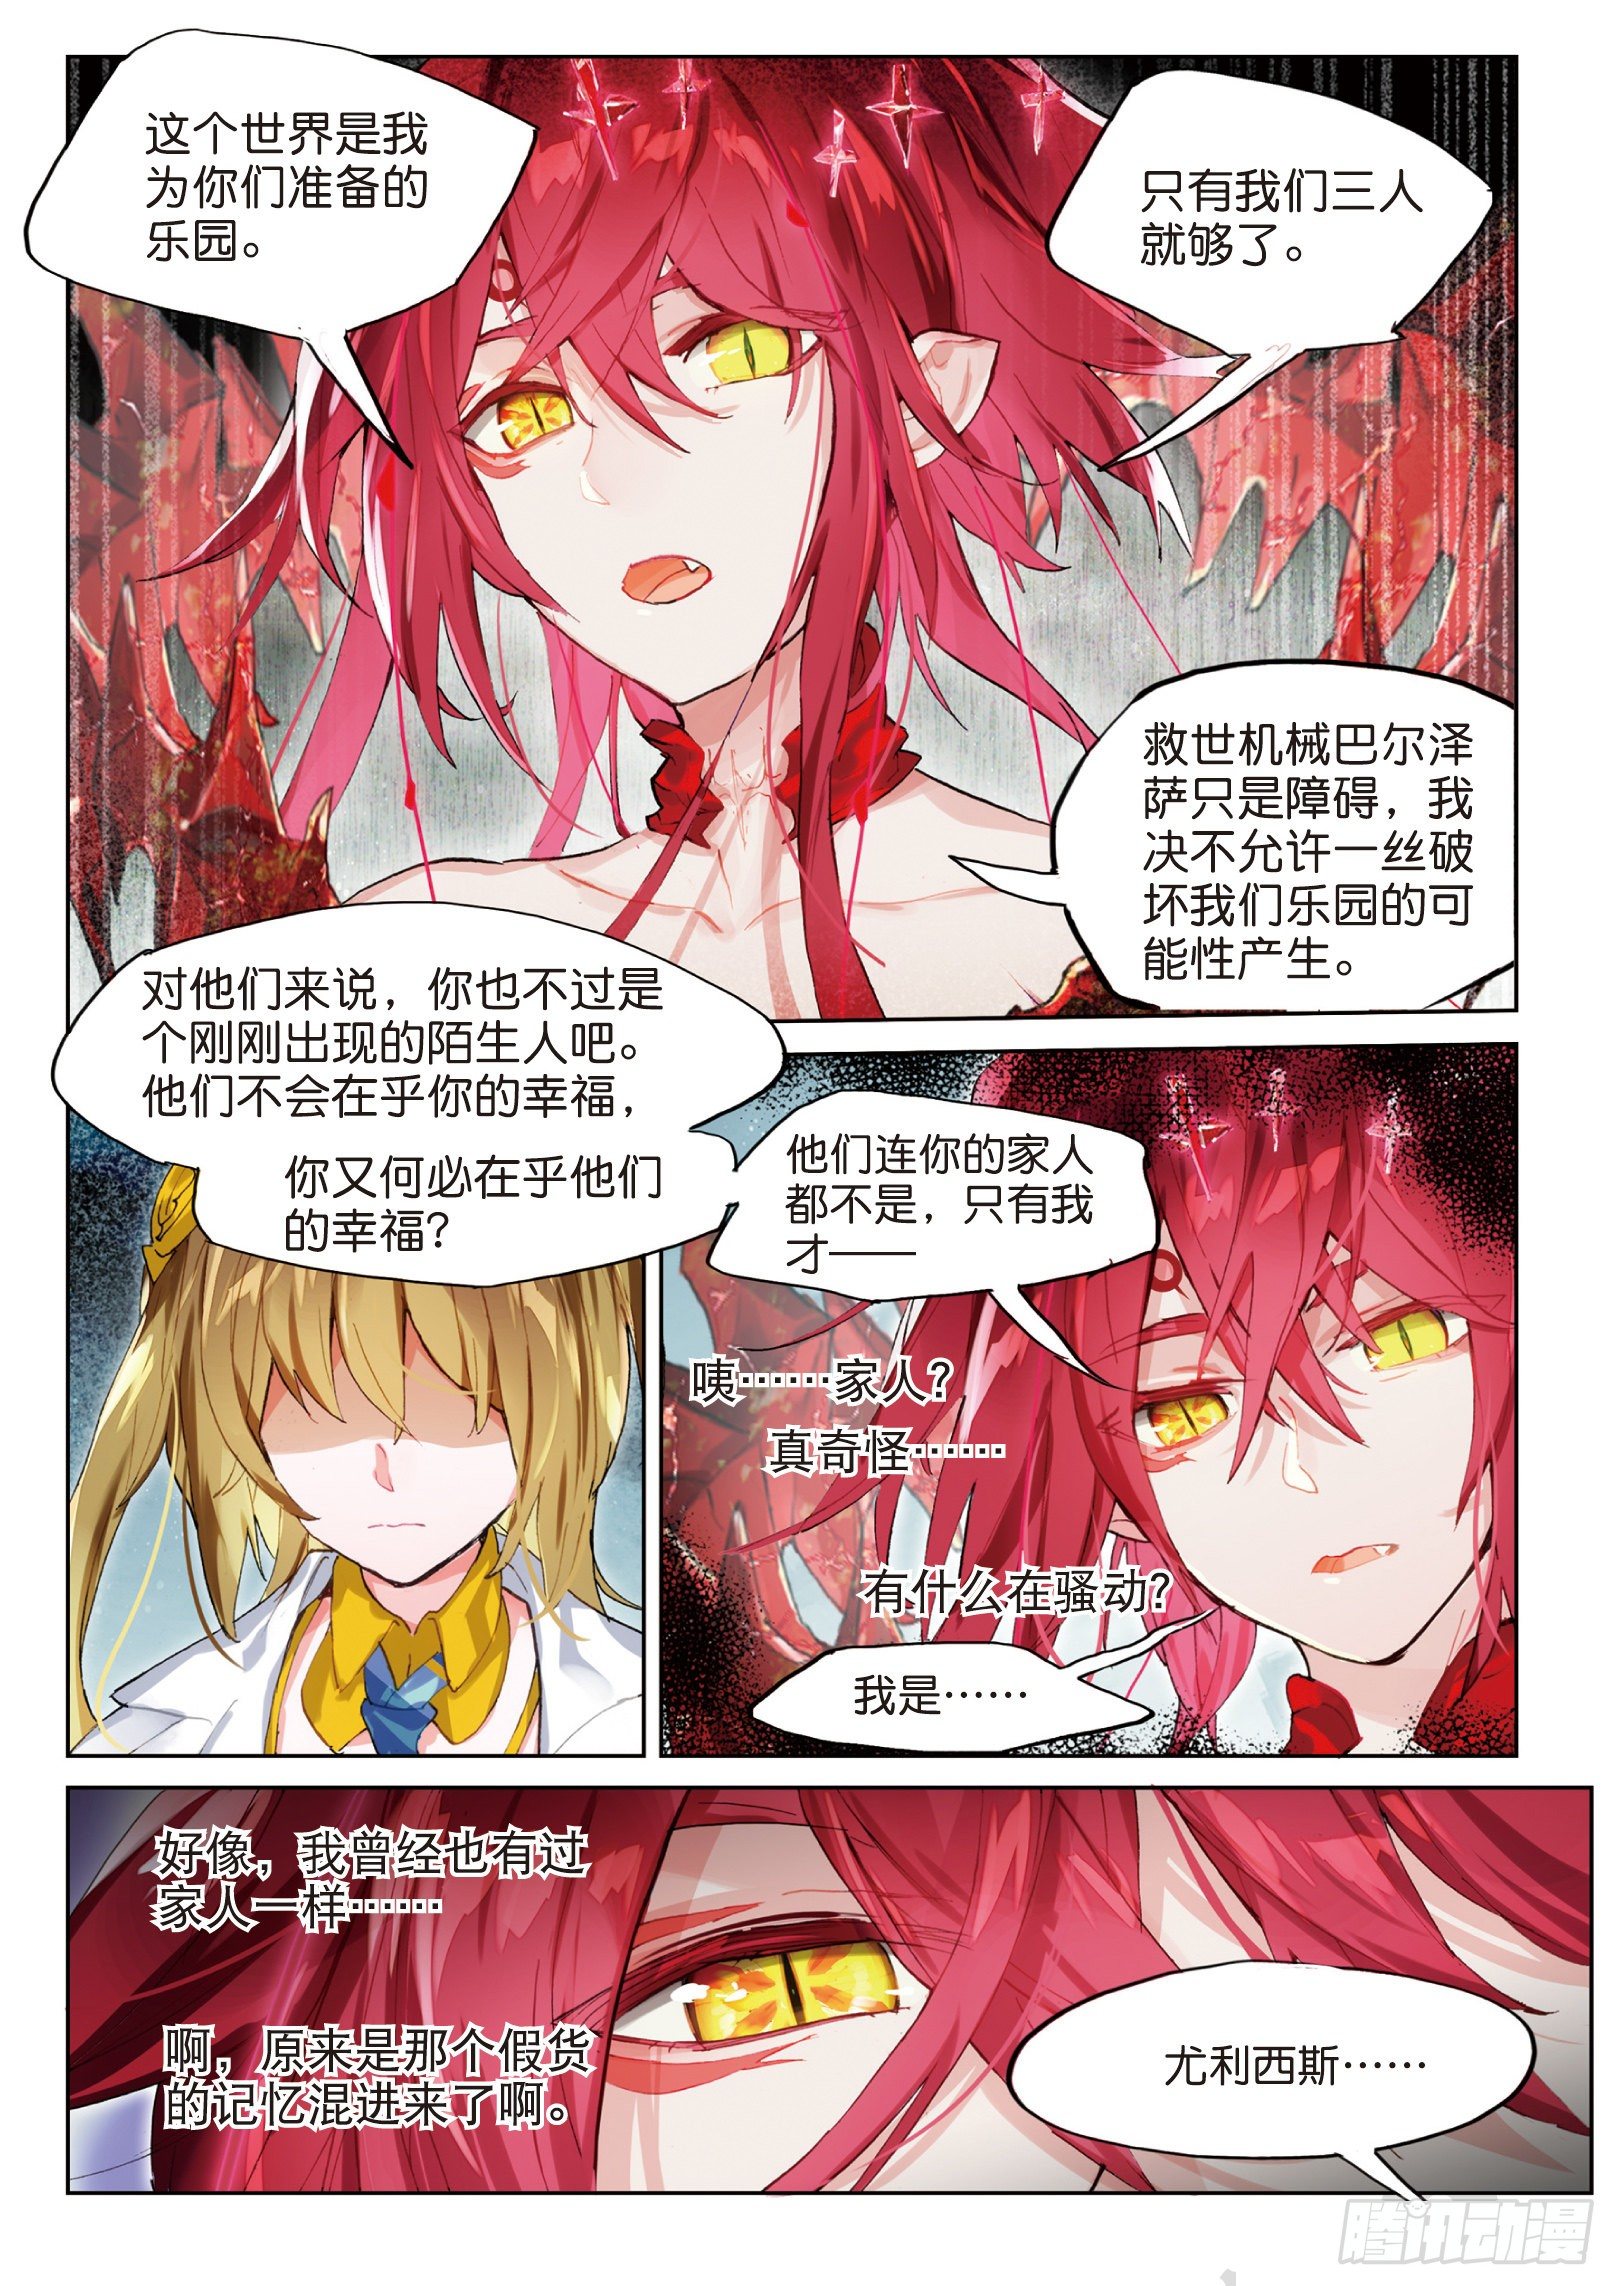 这个世界是我
为你们准备的
乐园。
只有我们三人
就够了。
救世机械巴尔泽
萨只是障碍，我
决不允许一丝破
坏我们乐园的可
能性产生。
对他们来说，你也不过是
个刚刚出现的陌生人吧。
他们不会在乎你的幸福，
你又何必在乎他们
的幸福？
他们连你的家人
都不是，只有我
才——
咦……家人？
真奇怪……
有什么在骚动？
我是……
好像，我曾经也有过
家人一样……
啊，原来是那个假货
的记忆混进来了啊。
尤利西斯……
腾讯动漫